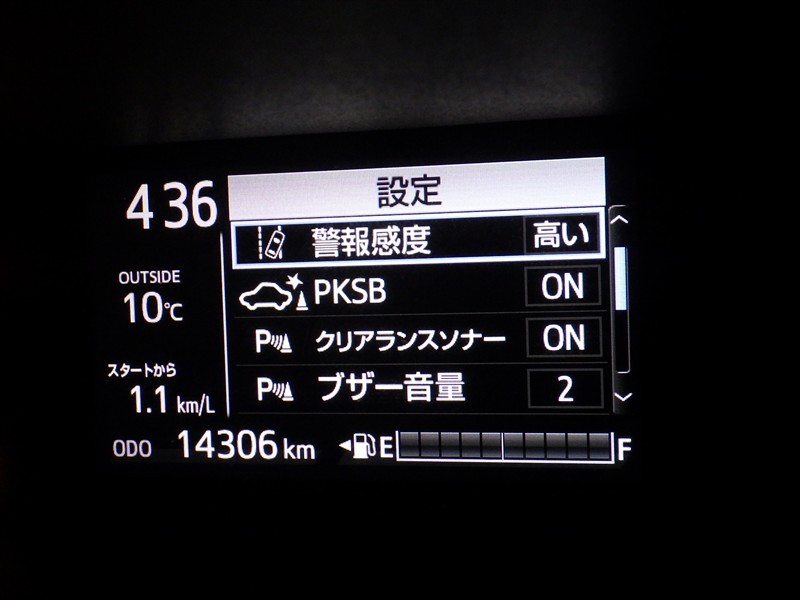 設定
4 36
警報感度 高い
OUTSIDE
10℃
PKSB ON
P クリアランスソナー ON
スタートから
1.1 km/L
P ブザー音量 2
ODO 14306 km E F